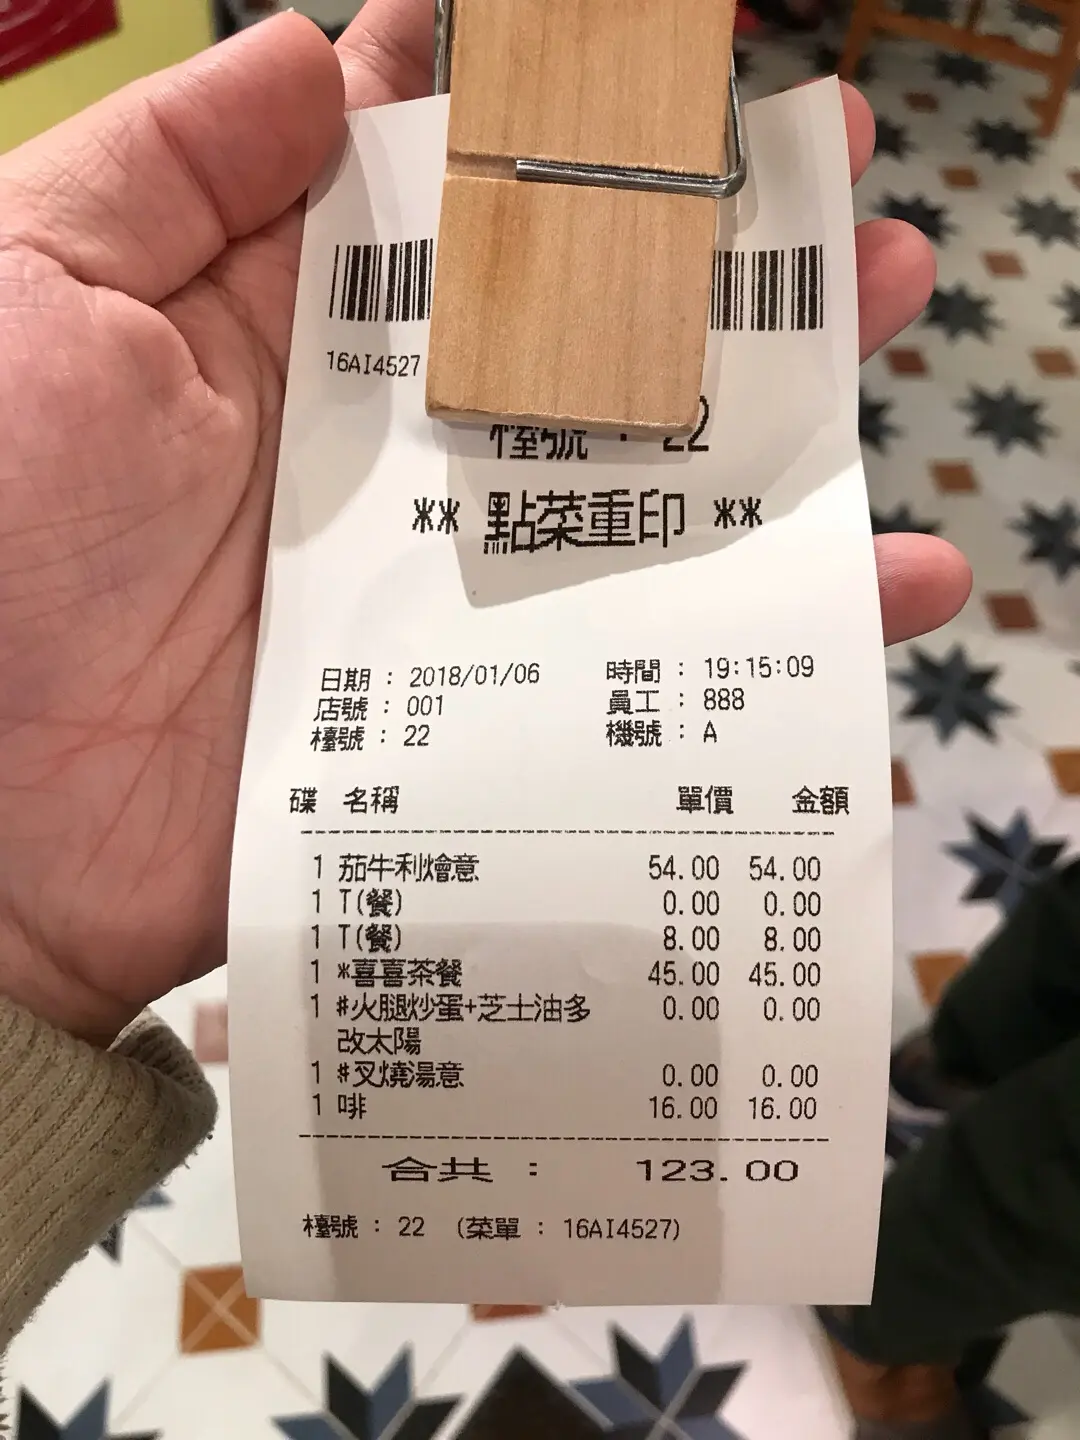 16AI4527
檯號 : 22
** 點菜重印 **
日期 : 2018/01/06 時間 : 19:15:09
店號 : 001 員工 : 888
檯號 : 22 機號 : A
碟 名稱 單價 金額
1 茄牛利燴意 54.00 54.00
1 T(餐) 0.00 0.00
1 T(餐) 8.00 8.00
1 *喜喜茶餐 45.00 45.00
1 #火腿炒蛋+芝士油多 0.00 0.00
改太陽
1 #叉燒湯意 0.00 0.00
1 啡 16.00 16.00
合共 : 123.00
檯號 : 22 (菜單 : 16AI4527)